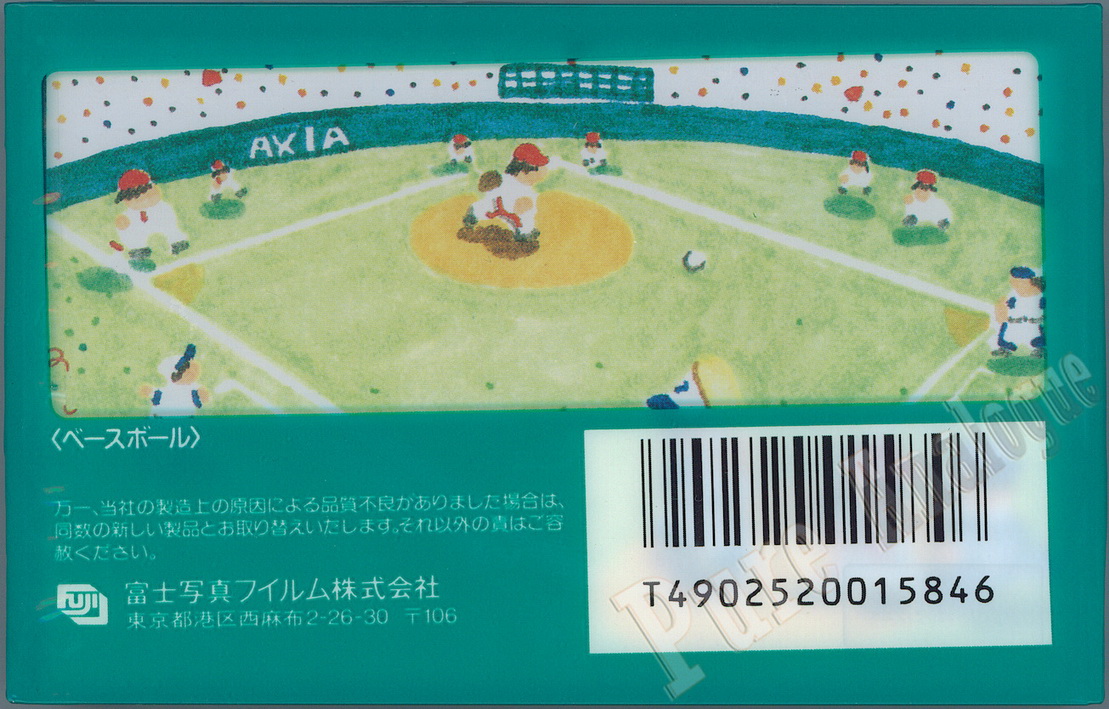 AXIA
〈ベースボール〉
万一、当社の製造上の原因による品質不良がありました場合は、
同数の新しい製品とお取り替えいたします。それ以外の責はご容
赦ください。
FUJI
富士写真フイルム株式会社
東京都港区西麻布2-26-30 〒106
T4902520015846
Pure Analogue